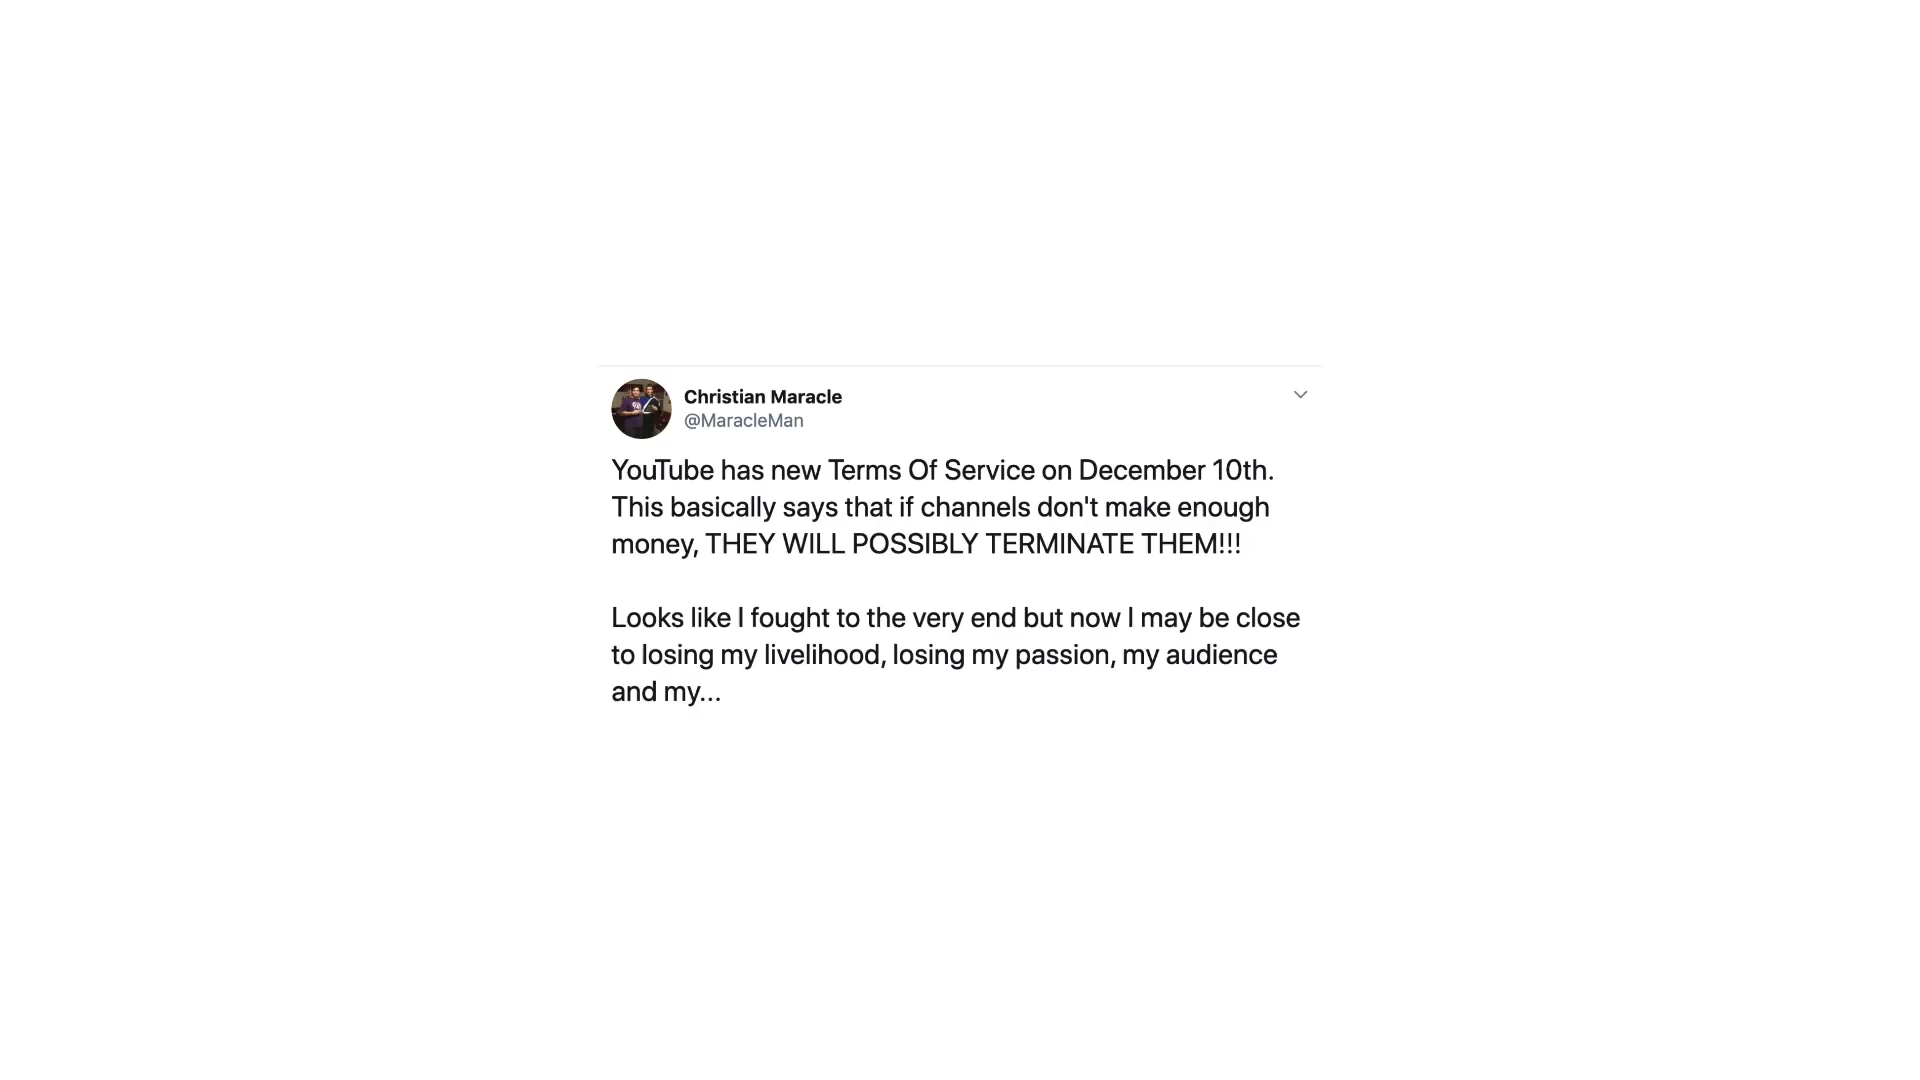 Christian Maracle
@MaracleMan
YouTube has new Terms Of Service on December 10th.
This basically says that if channels don't make enough
money, THEY WILL POSSIBLY TERMINATE THEM!!!
Looks like I fought to the very end but now I may be close
to losing my livelihood, losing my passion, my audience
and my...